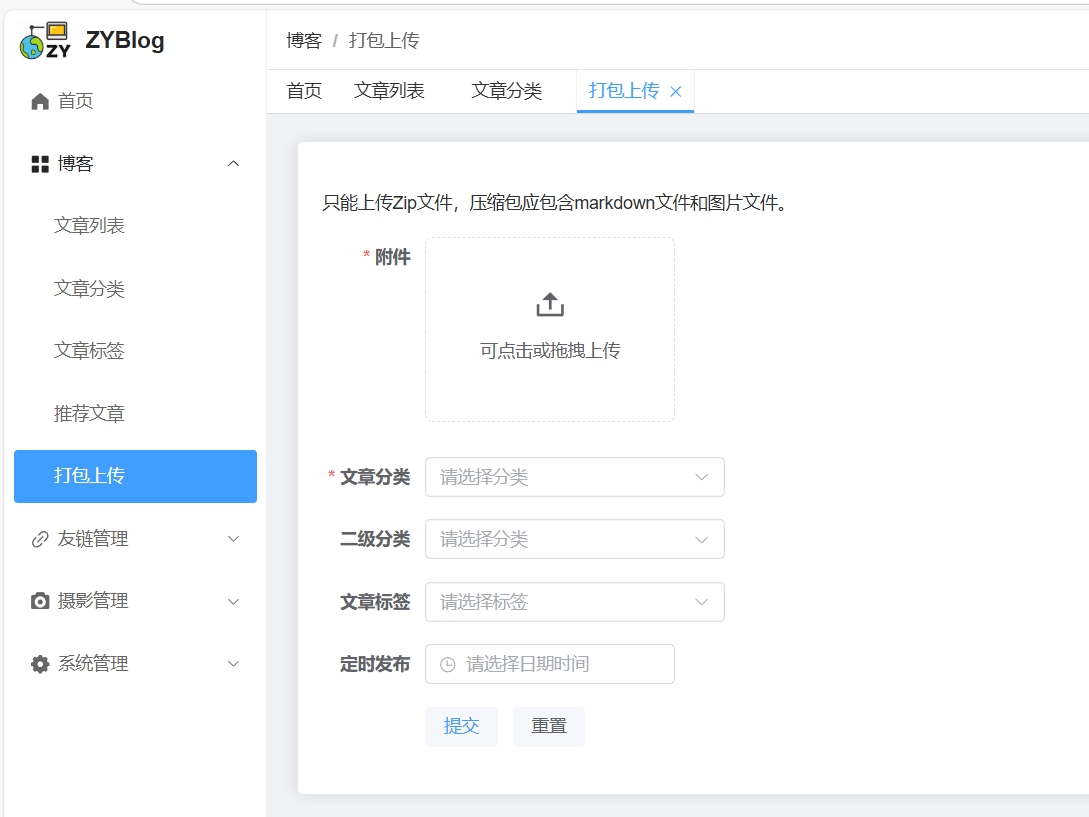 ZY ZYBlog
首页
博客
文章列表
文章分类
文章标签
推荐文章
打包上传
友链管理
摄影管理
系统管理
博客 / 打包上传
首页 文章列表 文章分类 打包上传 ×
只能上传Zip文件，压缩包应包含markdown文件和图片文件。
* 附件
可点击或拖拽上传
* 文章分类 请选择分类
二级分类 请选择分类
文章标签 请选择标签
定时发布 请选择日期时间
提交 重置